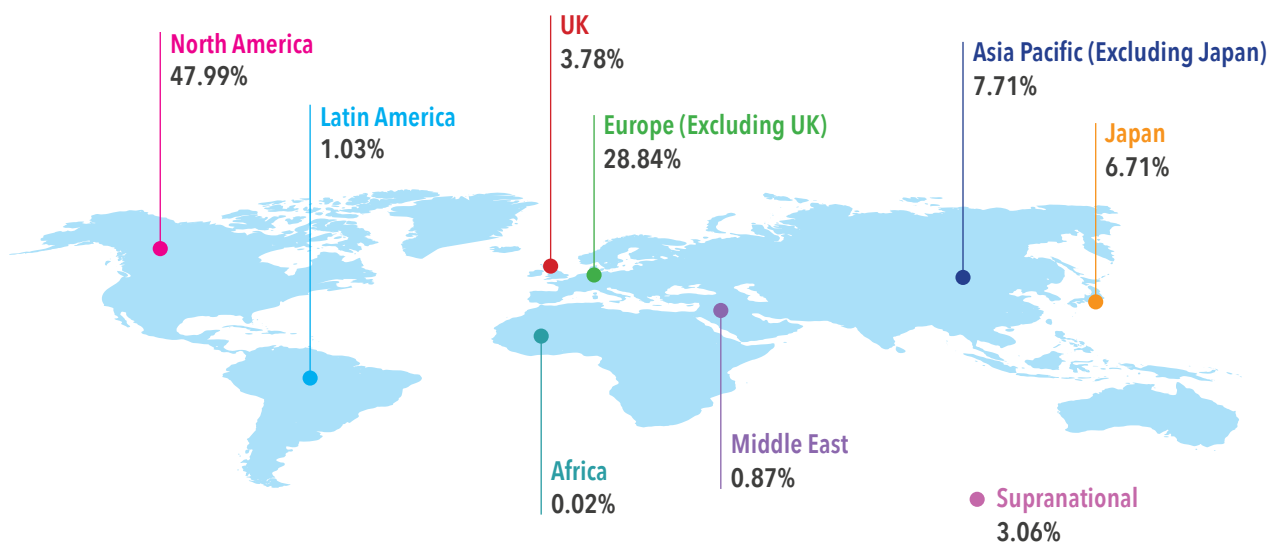 North America
47.99%
Latin America
1.03%
UK
3.78%
Europe (Excluding UK)
28.84%
Asia Pacific (Excluding Japan)
7.71%
Japan
6.71%
Africa
0.02%
Middle East
0.87%
Supranational
3.06%